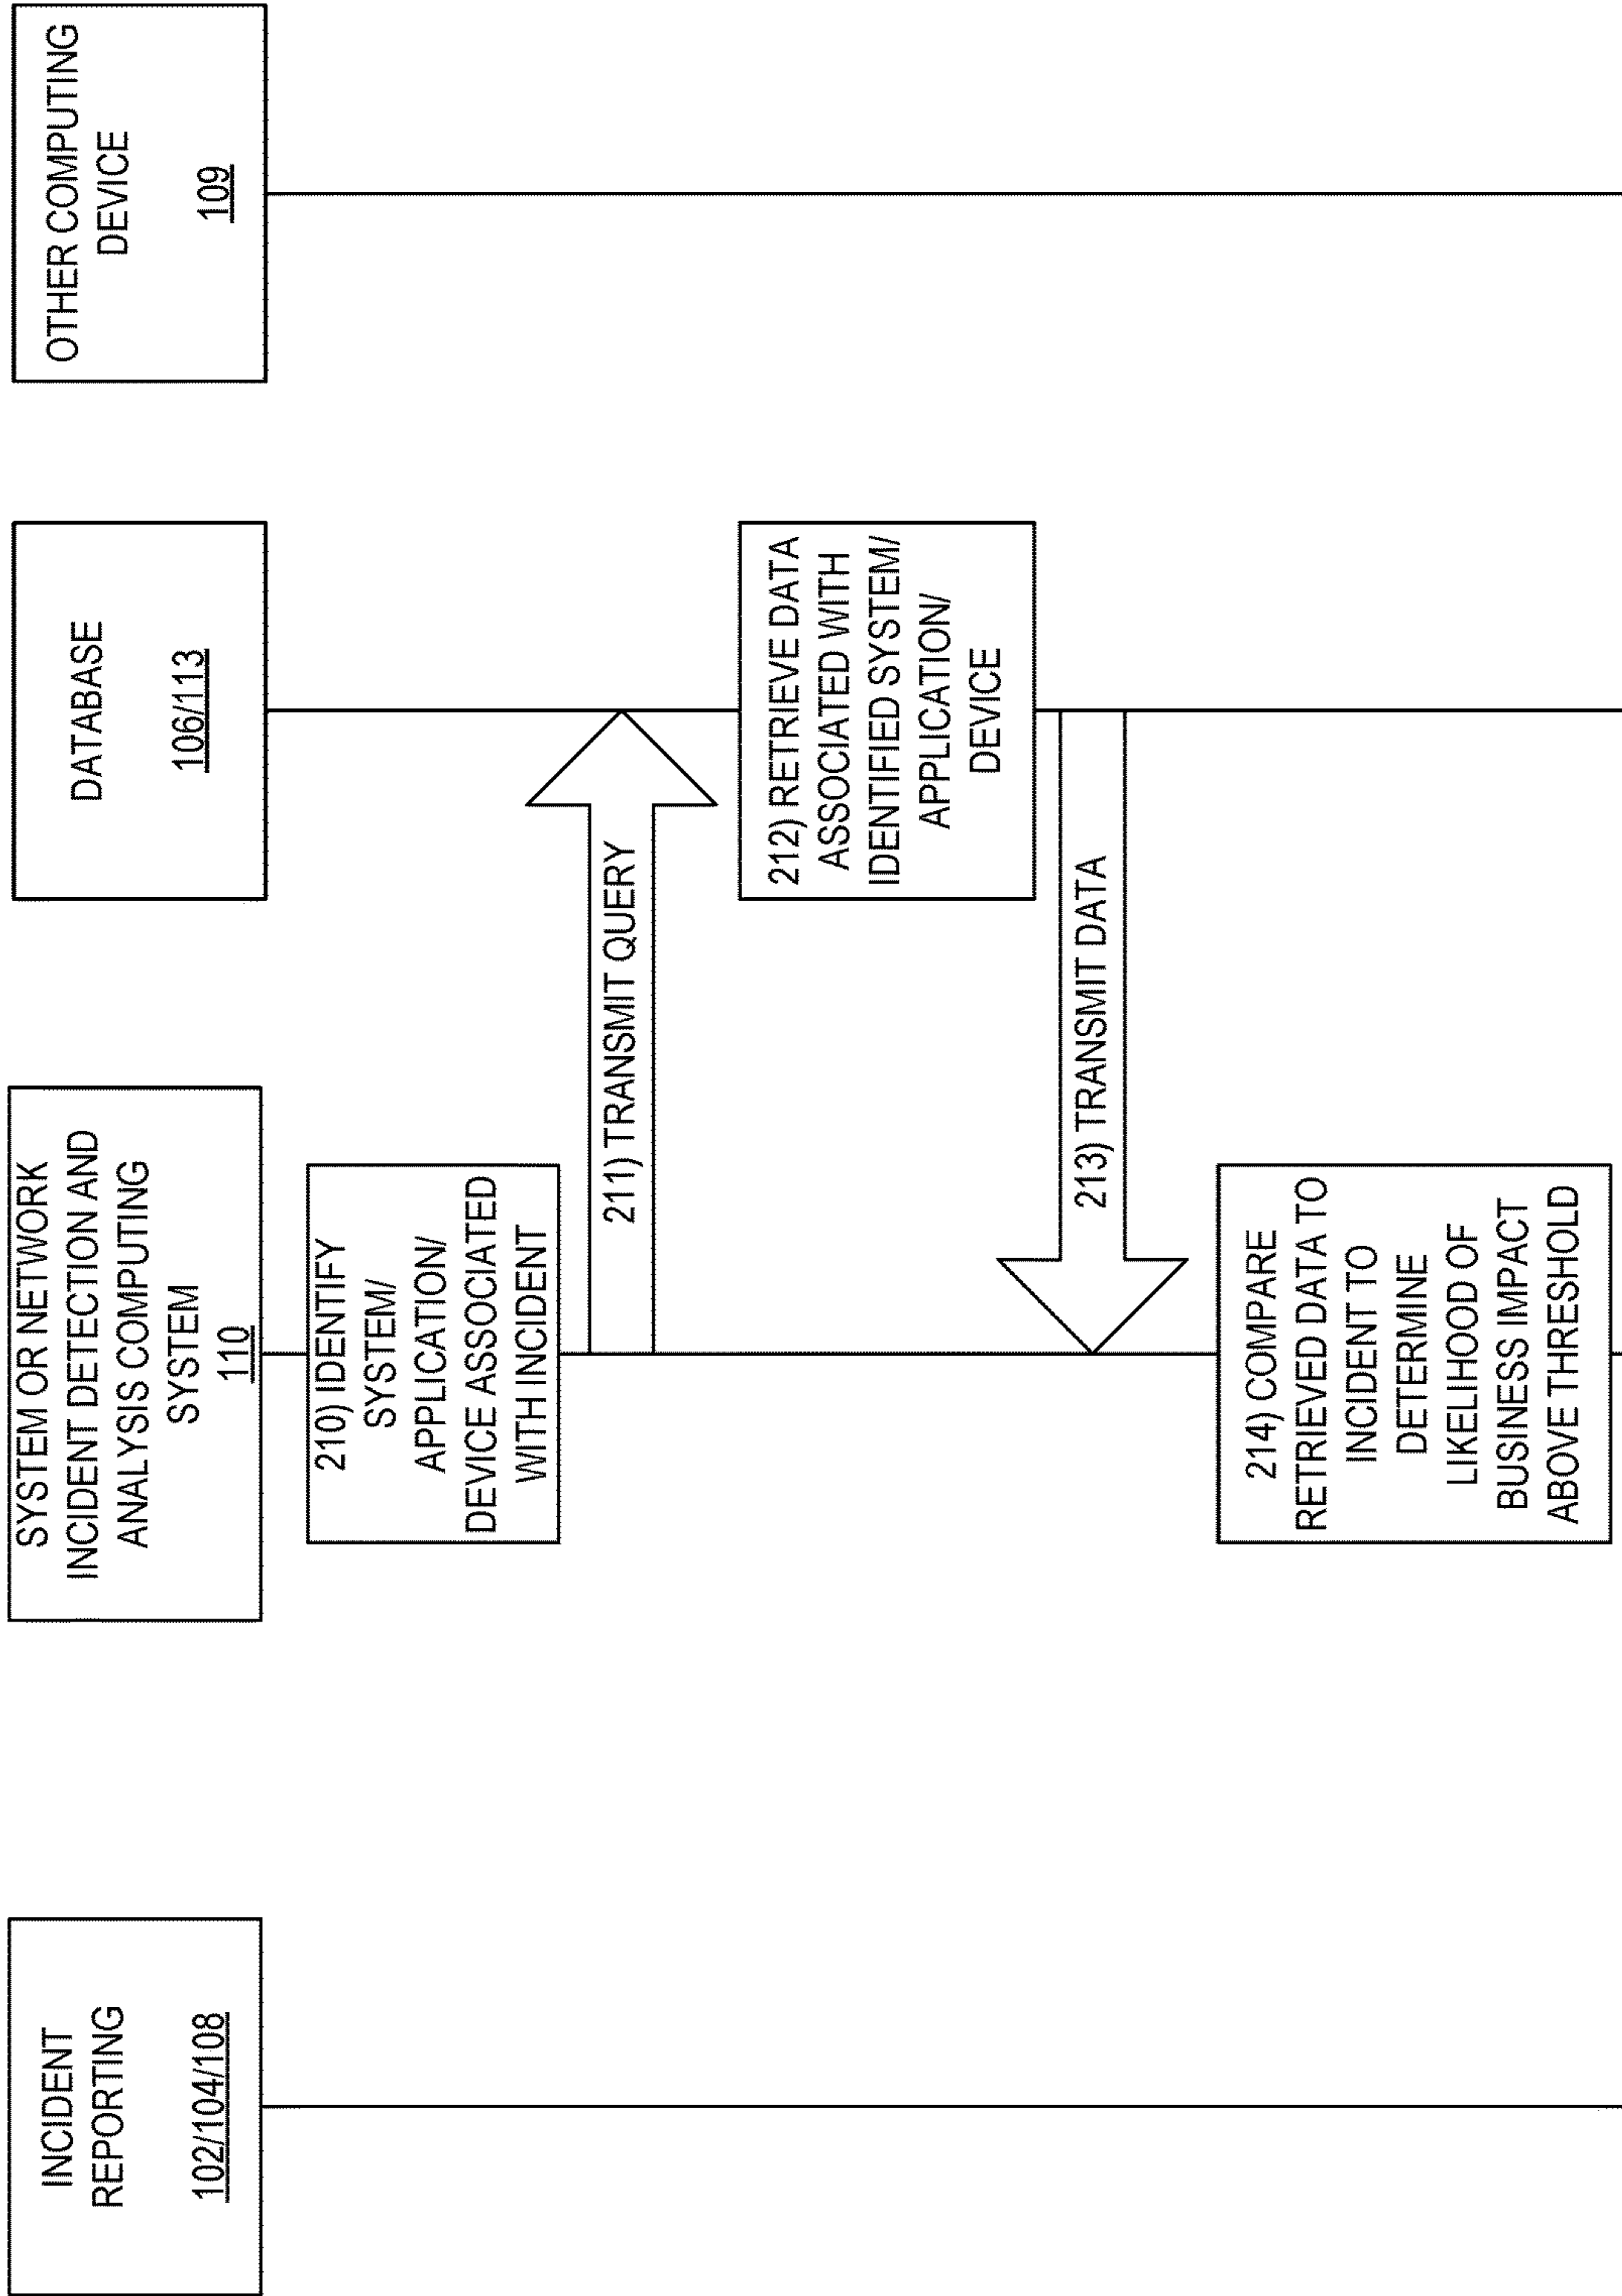 INCIDENT
REPORTING
102/104/108
SYSTEM OR NETWORK
INCIDENT DETECTION AND
ANALYSIS COMPUTING
SYSTEM
110
DATABASE
106/113
OTHER COMPUTING
DEVICE
109
210) IDENTIFY
SYSTEM/
APPLICATION/
DEVICE ASSOCIATED
WITH INCIDENT
211) TRANSMIT QUERY
212) RETRIEVE DATA
ASSOCIATED WITH
IDENTIFIED SYSTEM/
APPLICATION/
DEVICE
213) TRANSMIT DATA
214) COMPARE
RETRIEVED DATA TO
INCIDENT TO
DETERMINE
LIKELIHOOD OF
BUSINESS IMPACT
ABOVE THRESHOLD